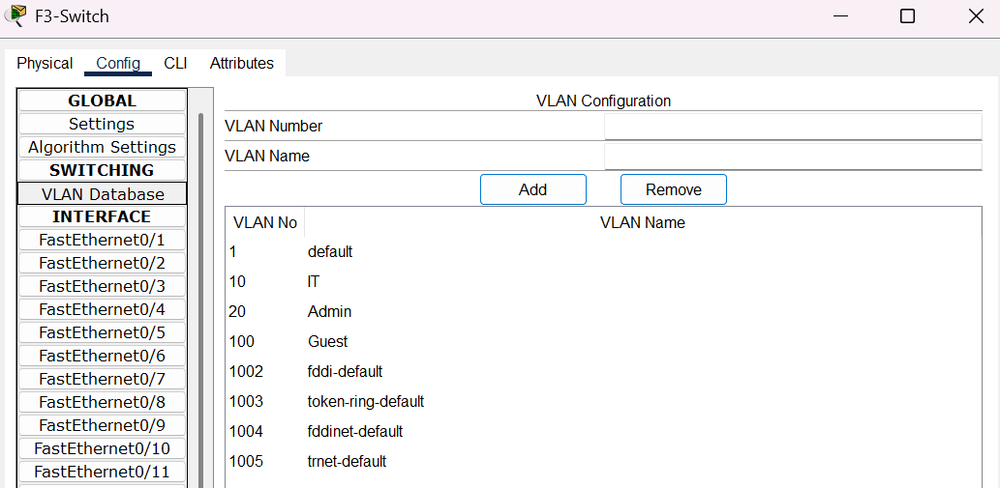 F3-Switch
Physical Config CLI Attributes
GLOBAL
Settings
Algorithm Settings
SWITCHING
VLAN Database
INTERFACE
FastEthernet0/1
FastEthernet0/2
FastEthernet0/3
FastEthernet0/4
FastEthernet0/5
FastEthernet0/6
FastEthernet0/7
FastEthernet0/8
FastEthernet0/9
FastEthernet0/10
FastEthernet0/11
VLAN Configuration
VLAN Number
VLAN Name
Add Remove
VLAN No VLAN Name
1 default
10 IT
20 Admin
100 Guest
1002 fddi-default
1003 token-ring-default
1004 fddinet-default
1005 trnet-default